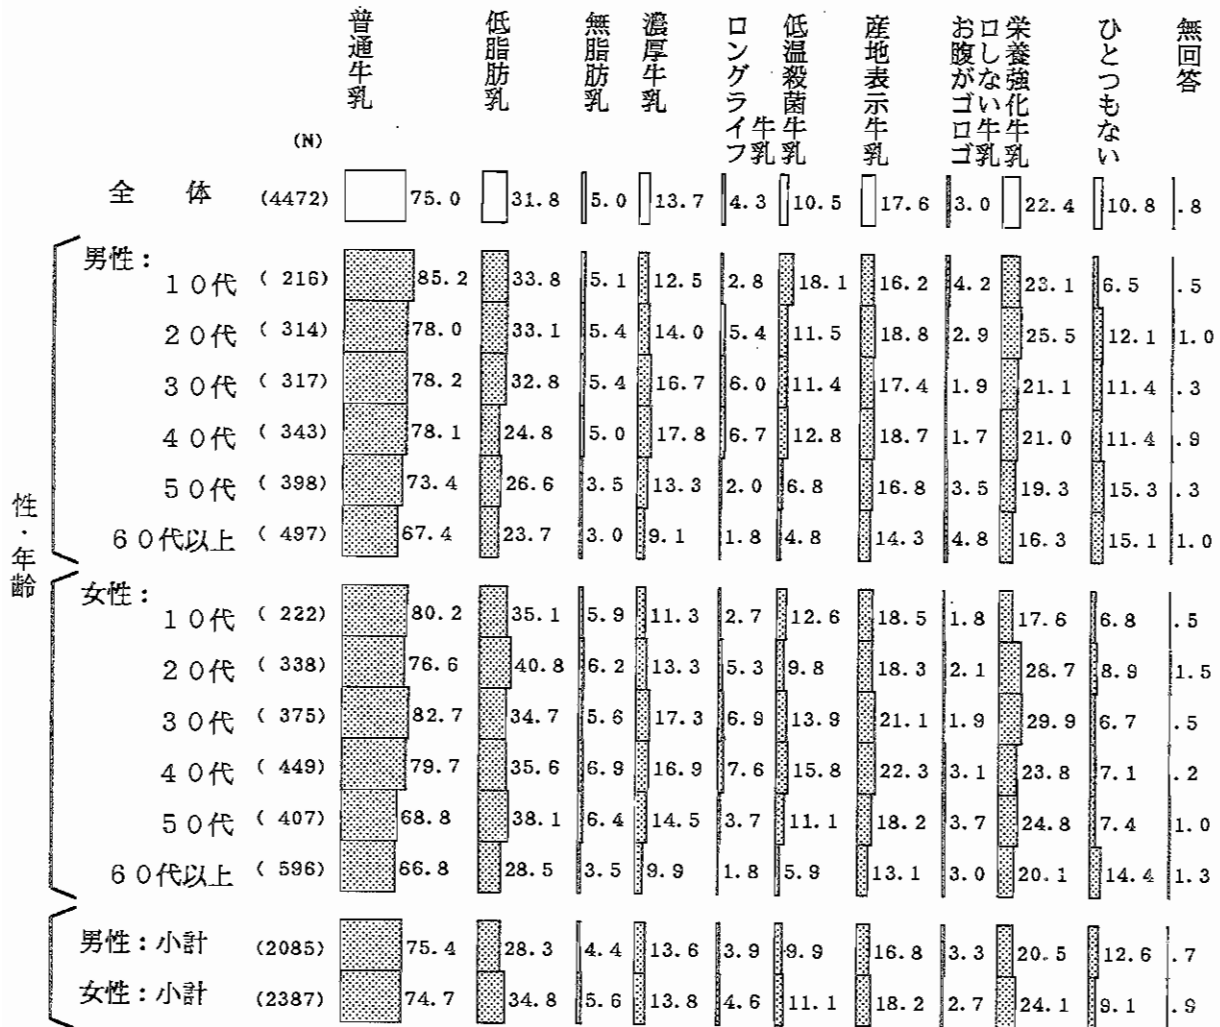 普通牛乳 低脂肪乳 無脂肪乳 濃厚牛乳 ロングライフ牛乳 低温殺菌牛乳 産地表示牛乳 お腹がゴロゴロしない牛乳 栄養強化牛乳 ひとつもない 無回答
(N)
全 体 (4472) 75.0 31.8 5.0 13.7 4.3 10.5 17.6 3.0 22.4 10.8 .8
性・年齢
男性：
10代 ( 216) 85.2 33.8 5.1 12.5 2.8 18.1 16.2 4.2 23.1 6.5 .5
20代 ( 314) 78.0 33.1 5.4 14.0 5.4 11.5 18.8 2.9 25.5 12.1 1.0
30代 ( 317) 78.2 32.8 5.4 16.7 6.0 11.4 17.4 1.9 21.1 11.4 .3
40代 ( 343) 78.1 24.8 5.0 17.8 6.7 12.8 18.7 1.7 21.0 11.4 .9
50代 ( 398) 73.4 26.6 3.5 13.3 2.0 6.8 16.8 3.5 19.3 15.3 .3
60代以上 ( 497) 67.4 23.7 3.0 9.1 1.8 4.8 14.3 4.8 16.3 15.1 1.0
女性：
10代 ( 222) 80.2 35.1 5.9 11.3 2.7 12.6 18.5 1.8 17.6 6.8 .5
20代 ( 338) 76.6 40.8 6.2 13.3 5.3 9.8 18.3 2.1 28.7 8.9 1.5
30代 ( 375) 82.7 34.7 5.6 17.3 6.9 13.9 21.1 1.9 29.9 6.7 .5
40代 ( 449) 79.7 35.6 6.9 16.9 7.6 15.8 22.3 3.1 23.8 7.1 .2
50代 ( 407) 68.8 38.1 6.4 14.5 3.7 11.1 18.2 3.7 24.8 7.4 1.0
60代以上 ( 596) 66.8 28.5 3.5 9.9 1.8 5.9 13.1 3.0 20.1 14.4 1.3
男性：小計 (2085) 75.4 28.3 4.4 13.6 3.9 9.9 16.8 3.3 20.5 12.6 .7
女性：小計 (2387) 74.7 34.8 5.6 13.8 4.6 11.1 18.2 2.7 24.1 9.1 .9